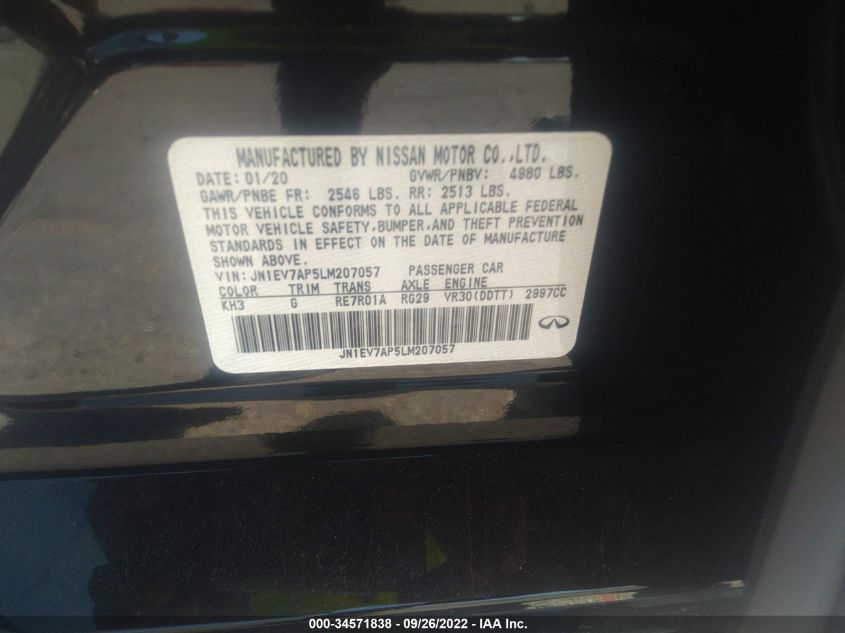 MANUFACTURED BY NISSAN MOTOR CO.,LTD.
DATE: 01/20 GVWR/PNBV: 4980 LBS.
GAWR/PNBE FR: 2546 LBS. RR: 2513 LBS.
THIS VEHICLE CONFORMS TO ALL APPLICABLE FEDERAL
MOTOR VEHICLE SAFETY,BUMPER,AND THEFT PREVENTION
STANDARDS IN EFFECT ON THE DATE OF MANUFACTURE
SHOWN ABOVE.
VIN: JN1EV7AP5LM207057 PASSENGER CAR
COLOR TRIM TRANS AXLE ENGINE
KH3 G RE7R01A RG29 VR30(DDTT) 2997CC
JN1EV7AP5LM207057
000-34571838 - 09/26/2022 - IAAI.com